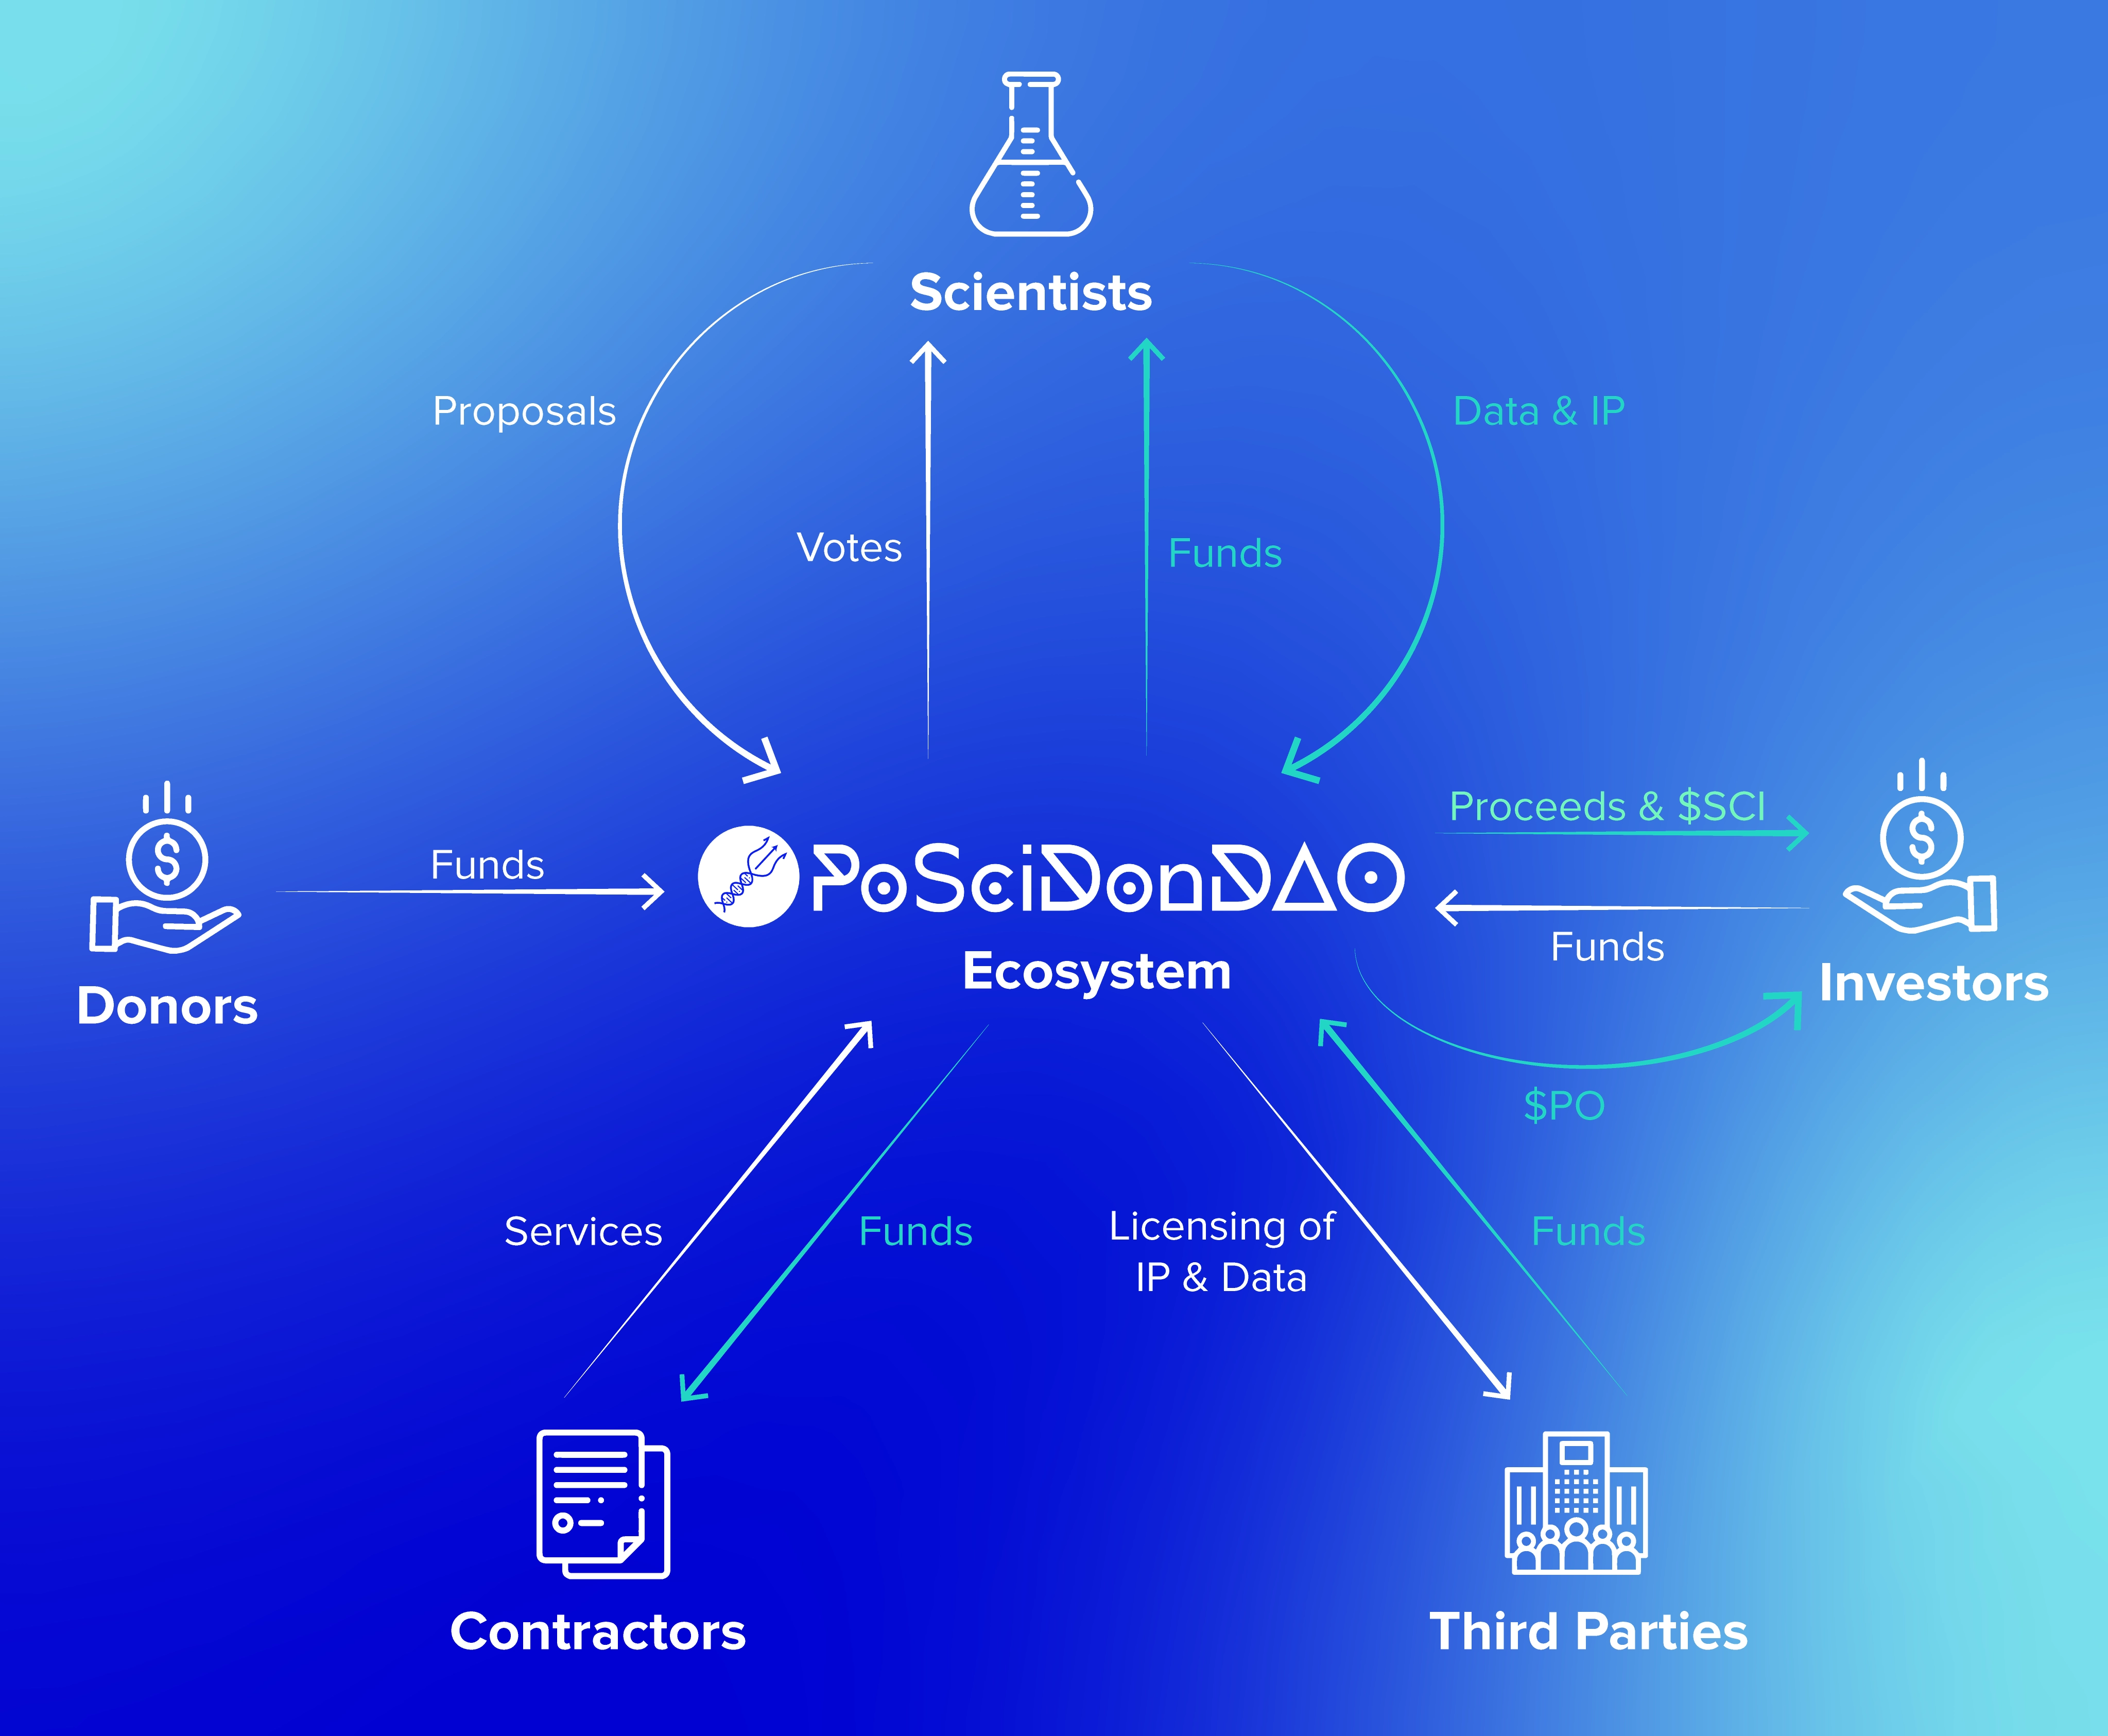 Scientists
Proposals
Data & IP
Votes
Funds
Proceeds & $SCI
Funds
PoSciDonDAO
Funds
Ecosystem
Investors
Donors
$PO
Services
Funds
Licensing of
IP & Data
Funds
Contractors
Third Parties